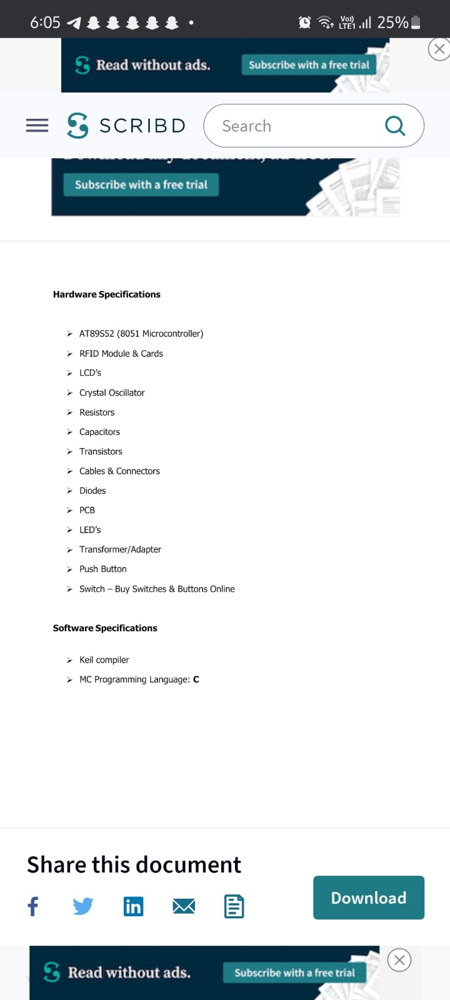 6:05
Vo))
LTE1
25%
Read without ads.
Subscribe with a free trial
SCRIBD
Search
Subscribe with a free trial
Hardware Specifications
➢ AT89S52 (8051 Microcontroller)
➢ RFID Module & Cards
➢ LCD’s
➢ Crystal Oscillator
➢ Resistors
➢ Capacitors
➢ Transistors
➢ Cables & Connectors
➢ Diodes
➢ PCB
➢ LED’s
➢ Transformer/Adapter
➢ Push Button
➢ Switch – Buy Switches & Buttons Online
Software Specifications
➢ Keil compiler
➢ MC Programming Language: C
Share this document
Download
Read without ads.
Subscribe with a free trial